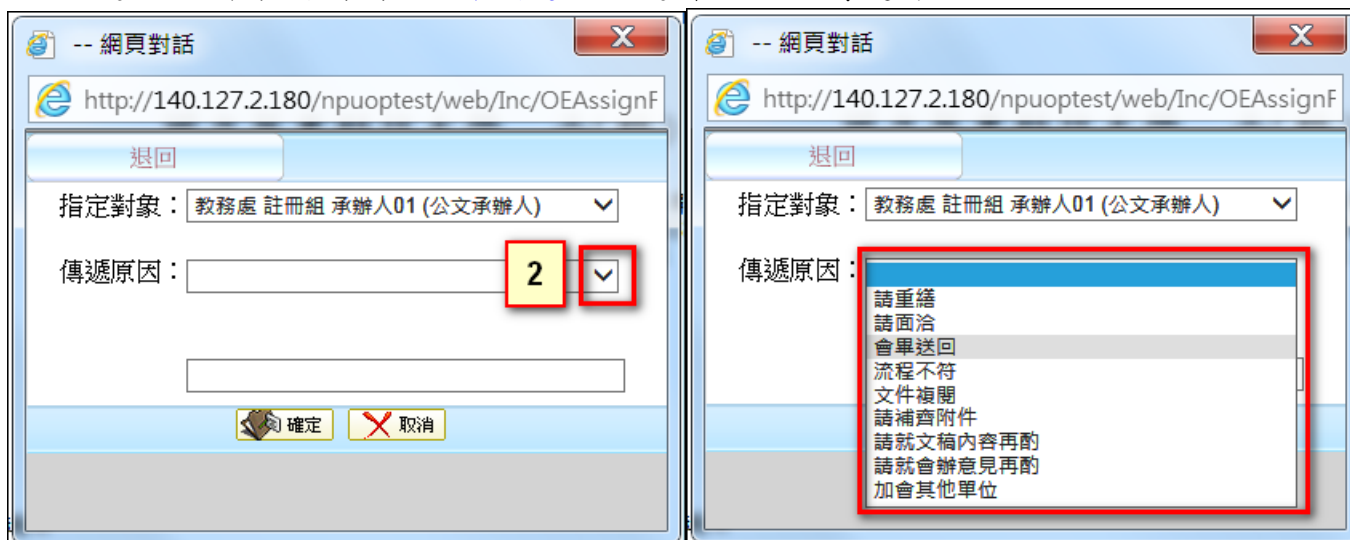 -- 網頁對話
http://140.127.2.180/npuoptest/web/Inc/OEAssignF
退回
指定對象：教務處 註冊組 承辦人01 (公文承辦人)
傳遞原因：
2
確定 取消
-- 網頁對話
http://140.127.2.180/npuoptest/web/Inc/OEAssignF
退回
指定對象：教務處 註冊組 承辦人01 (公文承辦人)
傳遞原因：
請重繕
請面洽
會畢送回
流程不符
文件複閱
請補齊附件
請就文稿內容再酌
請就會辦意見再酌
加會其他單位